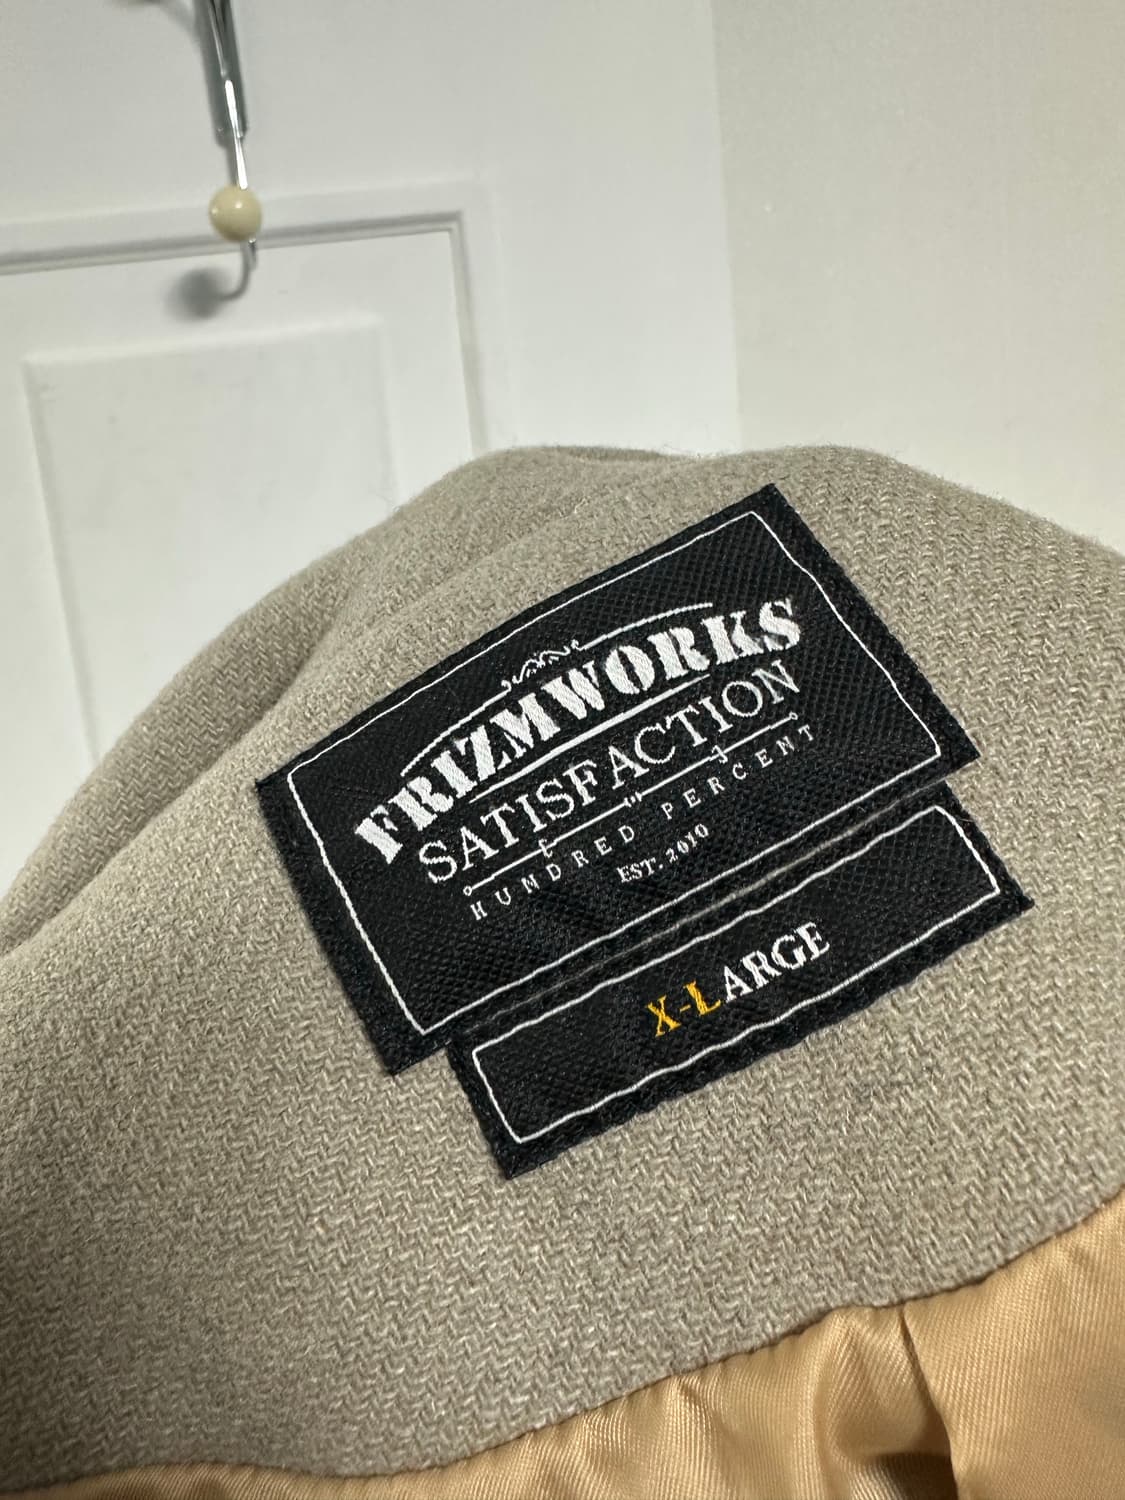 FRIZMWORKS
SATISFACTION
HUNDRED PERCENT
EST. 2010
X-LARGE